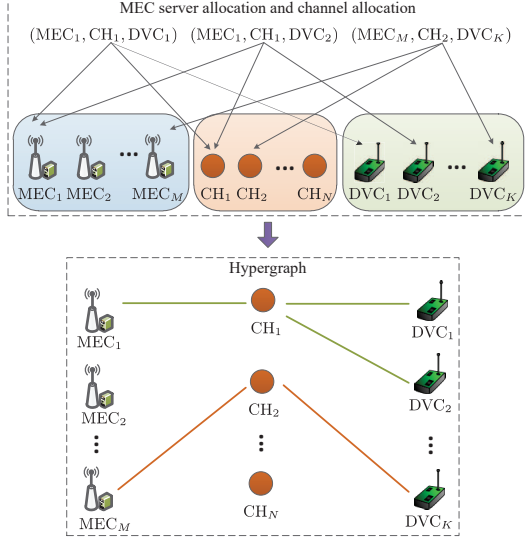 MEC server allocation and channel allocation
(MEC₁, CH₁, DVC₁) (MEC₁, CH₁, DVC₂) (MEC_M, CH₂, DVC_K)
MEC₁ MEC₂ ... MEC_M CH₁ CH₂ ... CH_N DVC₁ DVC₂ ... DVC_K
Hypergraph
MEC₁ CH₁ DVC₁
MEC₂ CH₂ DVC₂
⋮ ⋮ ⋮
MEC_M CH_N DVC_K